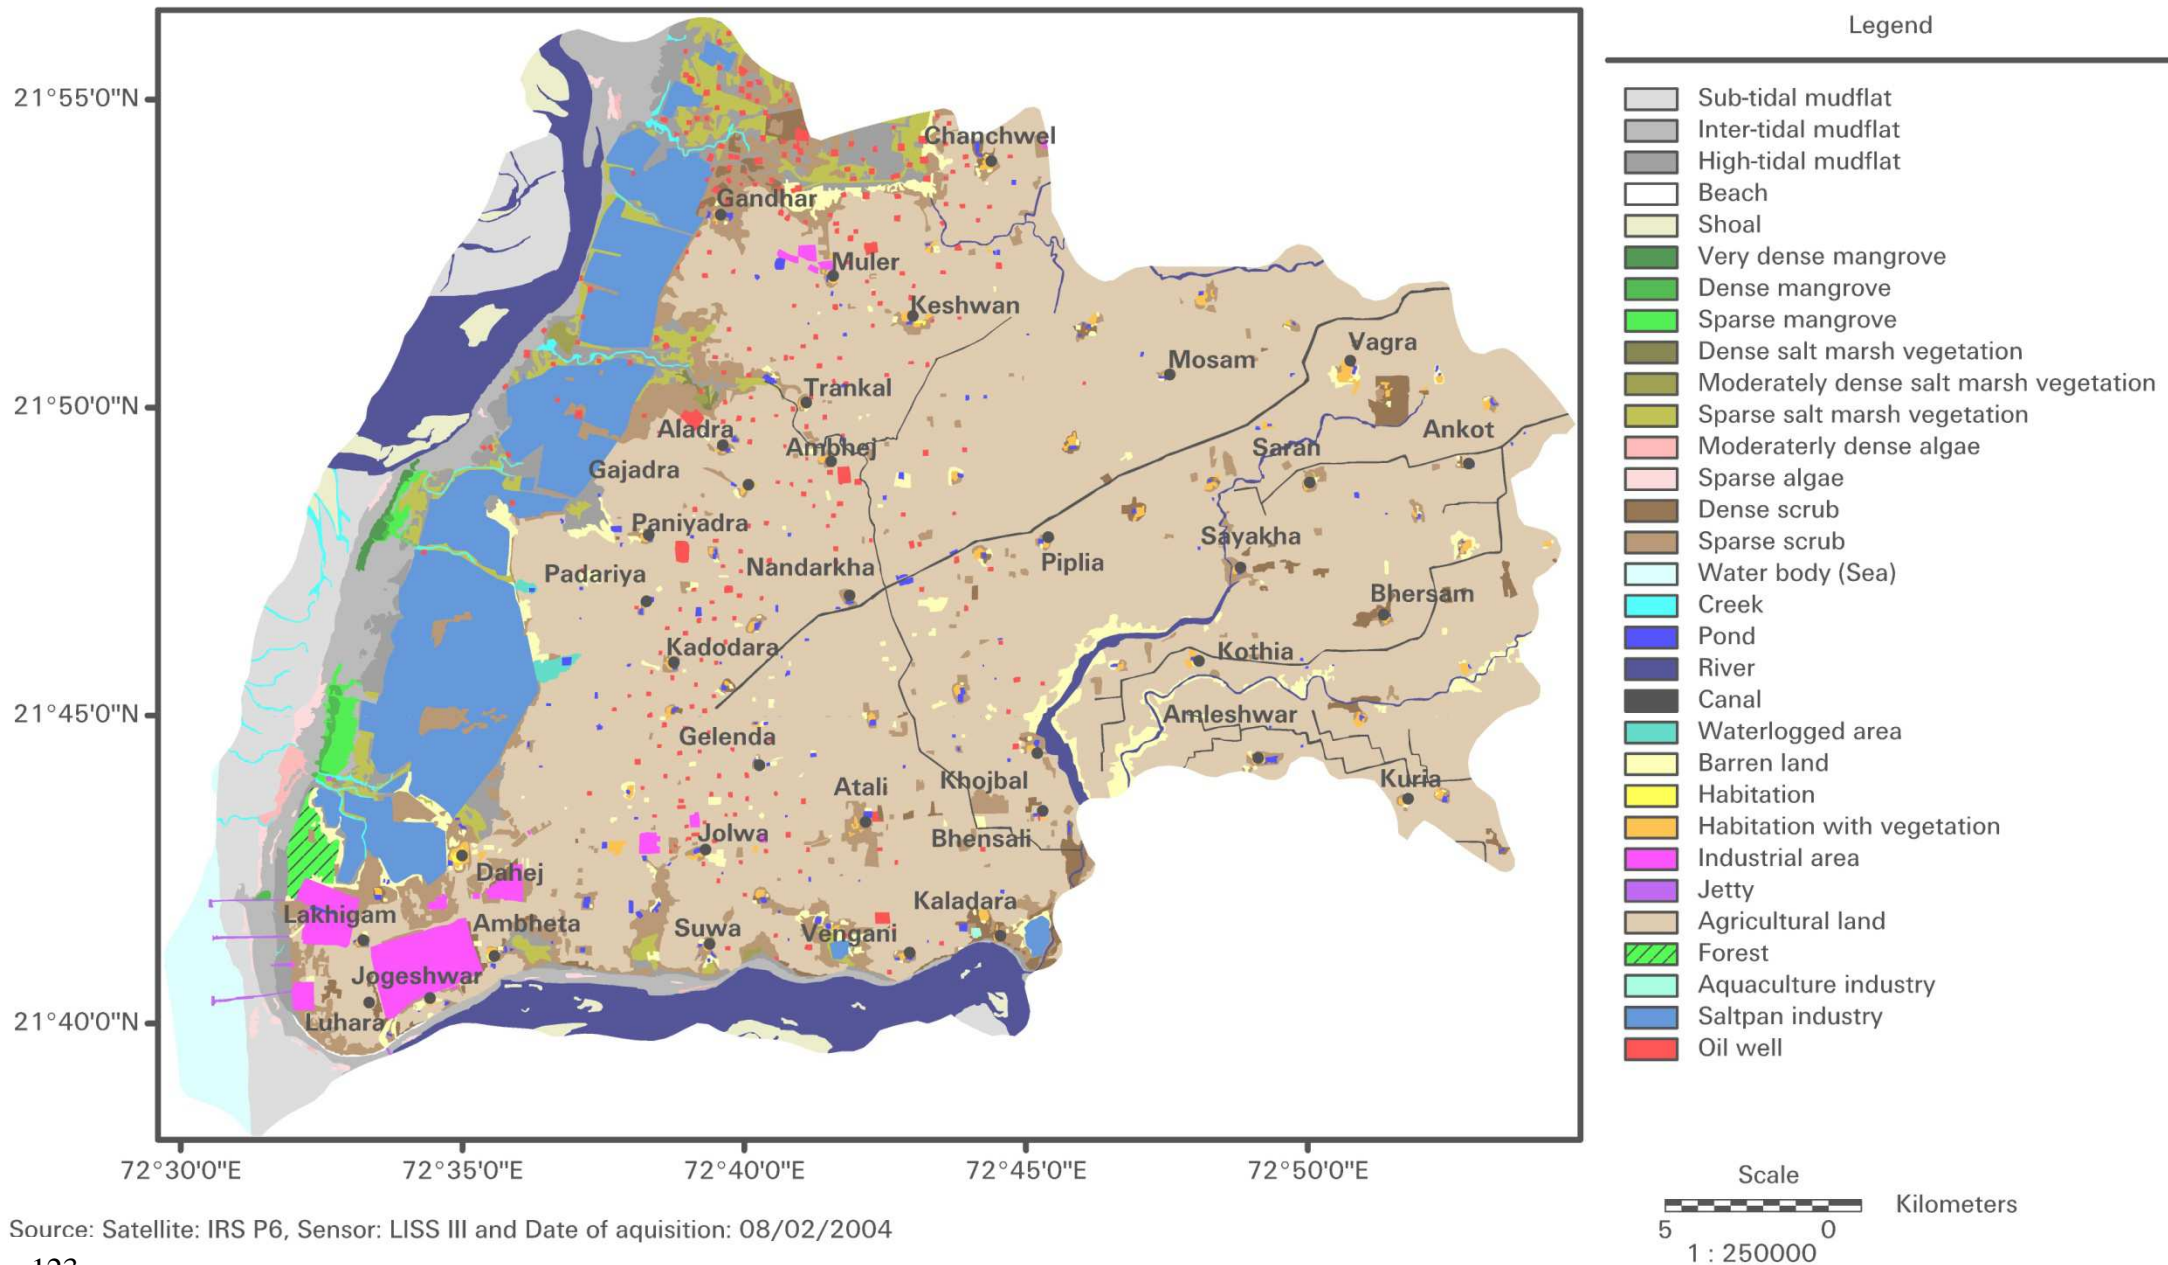 Legend
21°55'0"N
21°50'0"N
21°45'0"N
21°40'0"N
72°30'0"E
72°35'0"E
72°40'0"E
72°45'0"E
72°50'0"E
Chanchwel
Gandhar
Muler
Keshwan
Vagra
Mosam
Trankal
Aladra
Ambhej
Saran
Ankot
Gajadra
Paniyadra
Sayakha
Nandarkha
Piplia
Padariya
Bhersam
Kadodara
Kothia
Amleshwar
Gelenda
Khojbal
Kuria
Atali
Jolwa
Bhensali
Dahej
Kaladara
Lakhigam
Ambheta
Suwa
Vengani
Jogeshwar
Luhara
Sub-tidal mudflat
Inter-tidal mudflat
High-tidal mudflat
Beach
Shoal
Very dense mangrove
Dense mangrove
Sparse mangrove
Dense salt marsh vegetation
Moderately dense salt marsh vegetation
Sparse salt marsh vegetation
Moderaterly dense algae
Sparse algae
Dense scrub
Sparse scrub
Water body (Sea)
Creek
Pond
River
Canal
Waterlogged area
Barren land
Habitation
Habitation with vegetation
Industrial area
Jetty
Agricultural land
Forest
Aquaculture industry
Saltpan industry
Oil well
Scale
Kilometers
5 0
1 : 250000
Source: Satellite: IRS P6, Sensor: LISS III and Date of aquisition: 08/02/2004